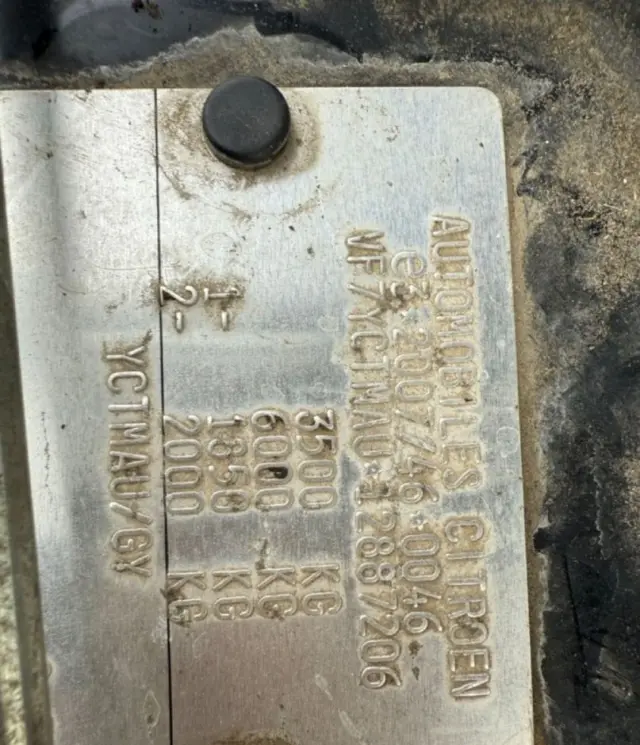 AUTOMOBILES CITROEN
e3*2007/46*0046
VF7YCTMAU12887206
3500 KG
6000 KG
1- 1850 KG
2- 2000 KG
YCTMAU/GY